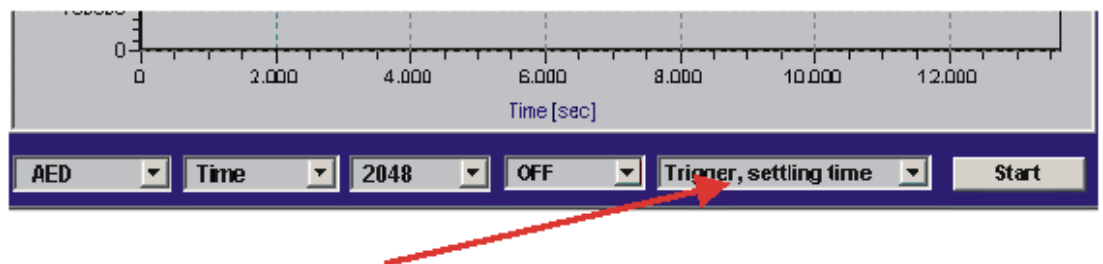 0
0 2.000 4.000 6.000 8.000 10.000 12.000
Time [sec]
AED Time 2048 OFF Trigger, settling time Start